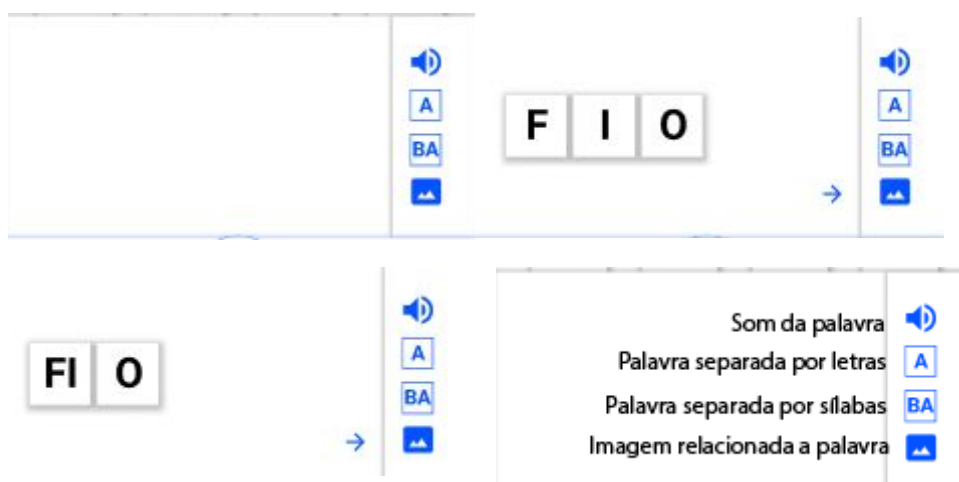 A
BA
F I O
A
BA
FI O
A
BA
Som da palavra
Palavra separada por letras A
Palavra separada por sílabas BA
Imagem relacionada a palavra